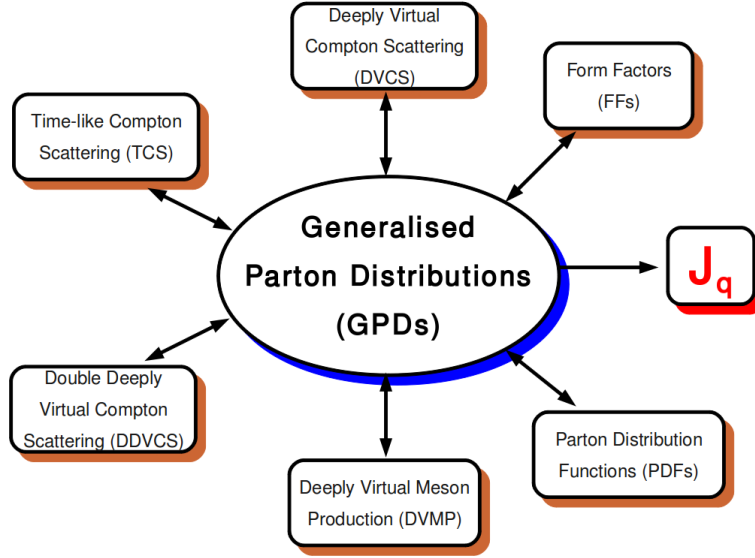 Deeply Virtual
Compton Scattering
(DVCS)
Form Factors
(FFs)
Time-like Compton
Scattering (TCS)
Generalised
Parton Distributions
(GPDs)
Jq
Double Deeply
Virtual Compton
Scattering (DDVCS)
Parton Distribution
Functions (PDFs)
Deeply Virtual Meson
Production (DVMP)